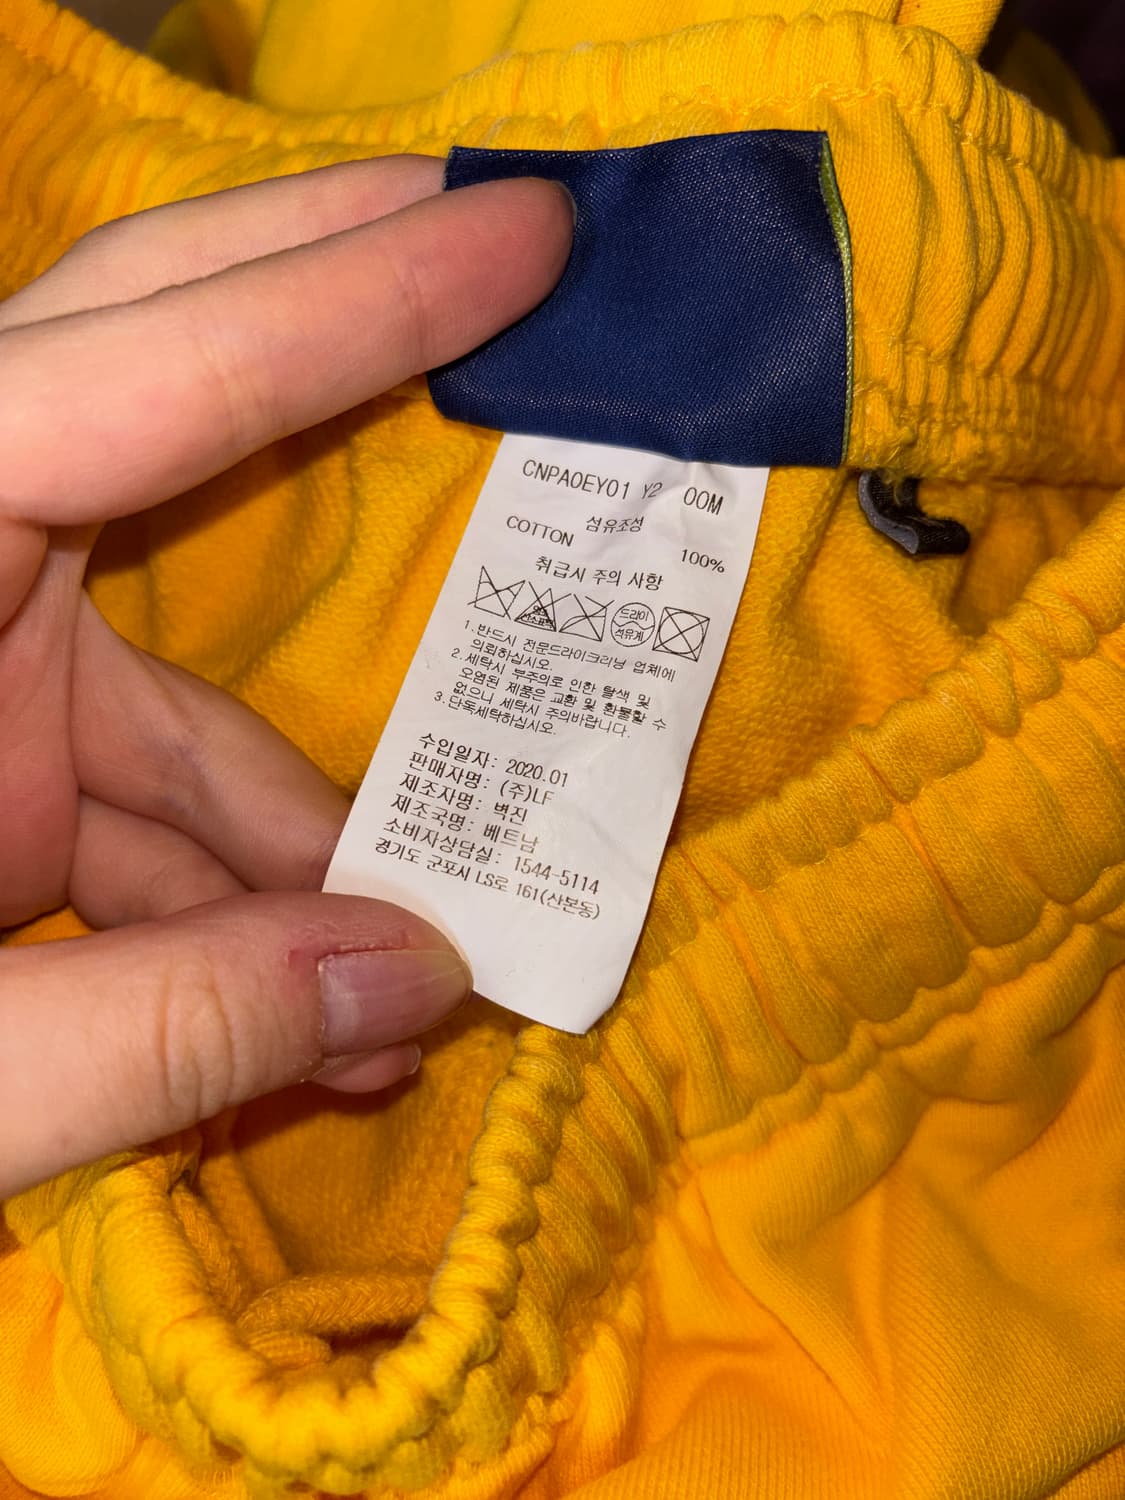 CNPA0EY01 Y2 00M
섬유조성
COTTON 100%
취급시 주의 사항
드라이
석유계
1.반드시 전문드라이크리닝 업체에
의뢰하십시오.
2.세탁시 부주의로 인한 탈색 및
오염된 제품은 교환 및 환불할 수
없으니 세탁시 주의바랍니다.
3.단독세탁하십시오.
수입일자: 2020.01
판매자명: (주)LF
제조자명: 벽진
제조국명: 베트남
소비자상담실: 1544-5114
경기도 군포시 LS로 161(산본동)